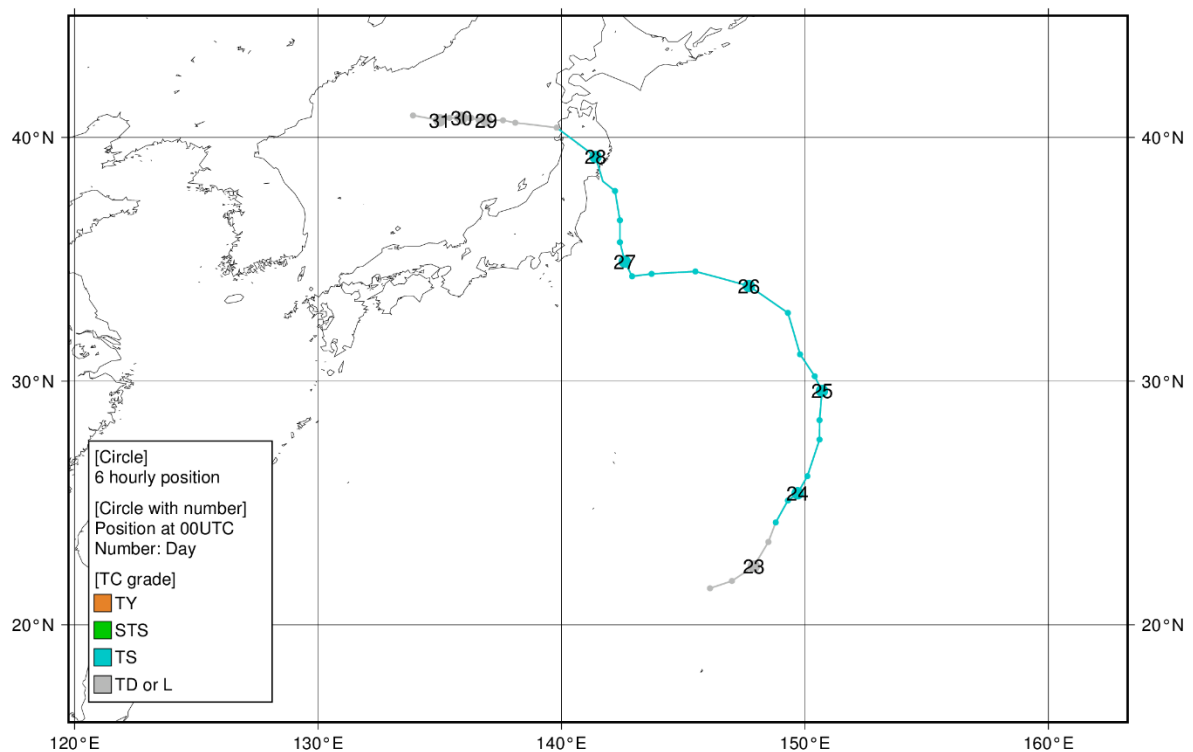 31 30 29
40°N 40°N
28
27
26
30°N 25 30°N
[Circle]
6 hourly position
[Circle with number]
Position at 00UTC
Number: Day
[TC grade]
TY
STS
TS
TD or L
24
23
20°N 20°N
120°E 130°E 140°E 150°E 160°E